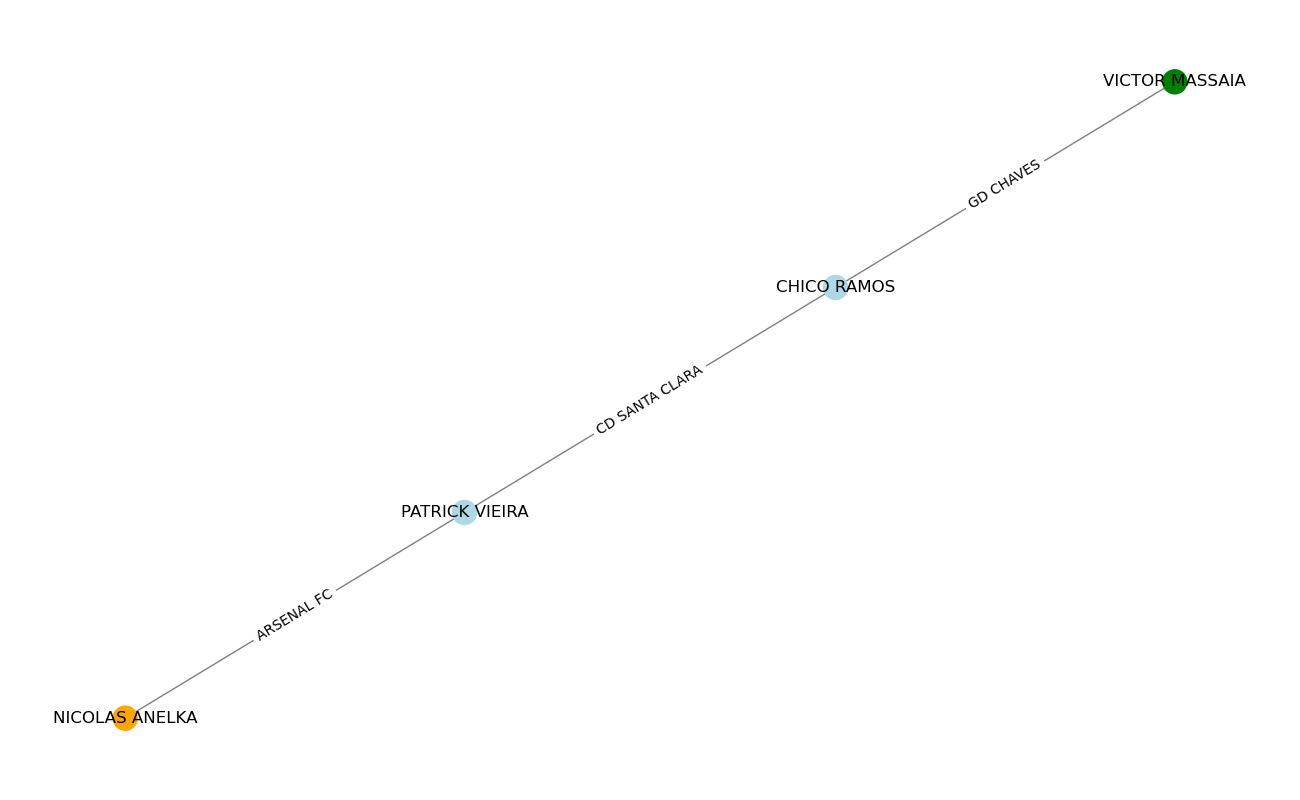 VICTOR MASSAIA
GD CHAVES
CHICO RAMOS
CD SANTA CLARA
PATRICK VIEIRA
ARSENAL FC
NICOLAS ANELKA